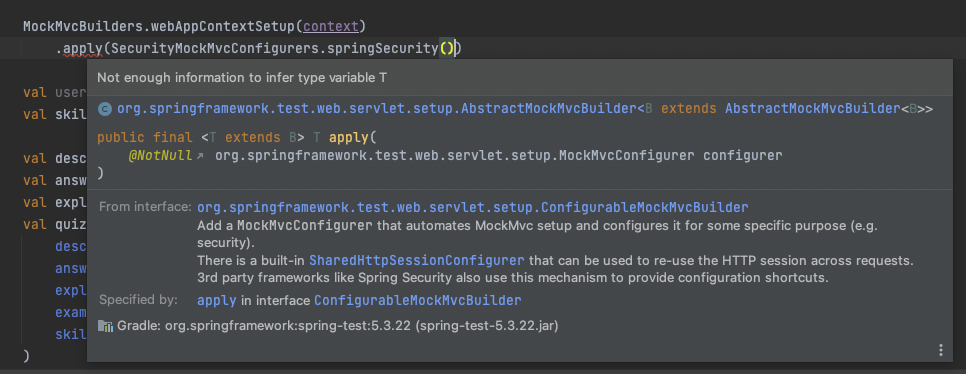 MockMvcBuilders.webAppContextSetup(context)
.apply(SecurityMockMvcConfigurers.springSecurity())
Not enough information to infer type variable T
val user
org.springframework.test.web.servlet.setup.AbstractMockMvcBuilder<B extends AbstractMockMvcBuilder<B>>
val skil
public final <T extends B> T apply(
@NotNull org.springframework.test.web.servlet.setup.MockMvcConfigurer configurer
val desc
)
val answ
val expl
From interface: org.springframework.test.web.servlet.setup.ConfigurableMockMvcBuilder
val quiz
Add a MockMvcConfigurer that automates MockMvc setup and configures it for some specific purpose (e.g.
desc
security).
answ
There is a built-in SharedHttpSessionConfigurer that can be used to re-use the HTTP session across requests.
expl
3rd party frameworks like Spring Security also use this mechanism to provide configuration shortcuts.
Specified by: apply in interface ConfigurableMockMvcBuilder
exam
skil
Gradle: org.springframework:spring-test:5.3.22 (spring-test-5.3.22.jar)
)